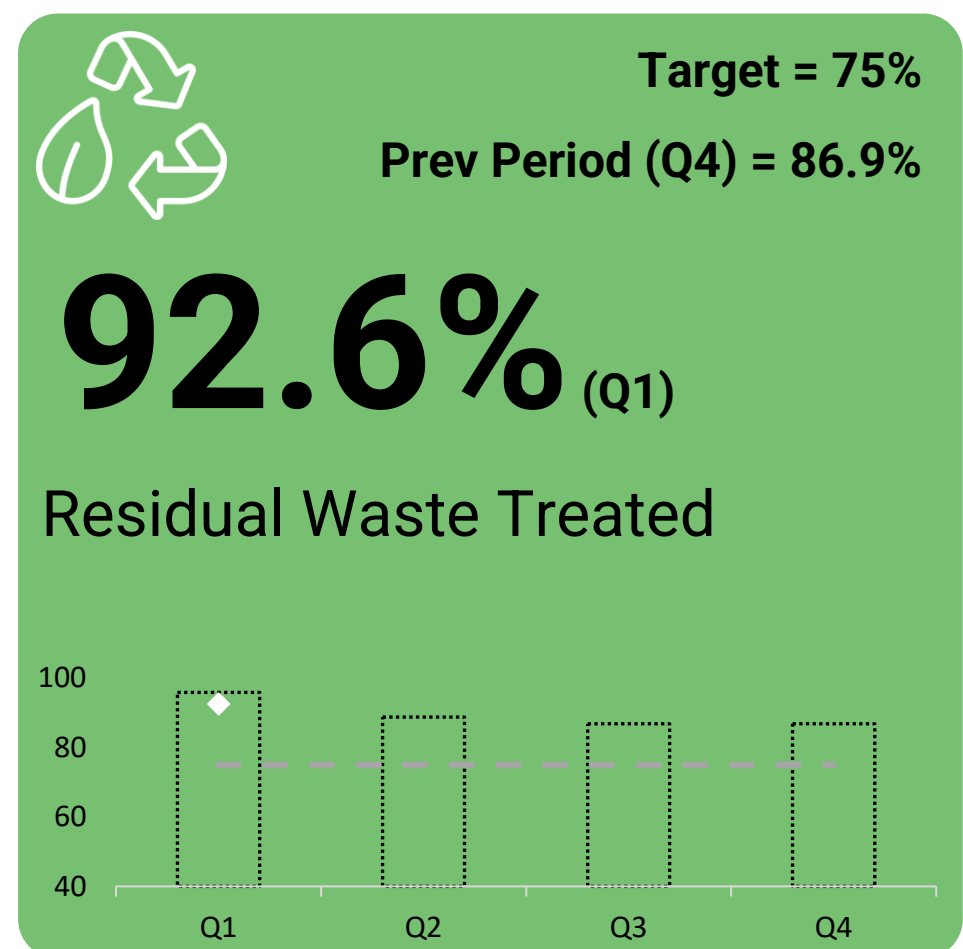 Target = 75%
Prev Period (Q4) = 86.9%
92.6% (Q1)
Residual Waste Treated
100
80
60
40
Q1 Q2 Q3 Q4